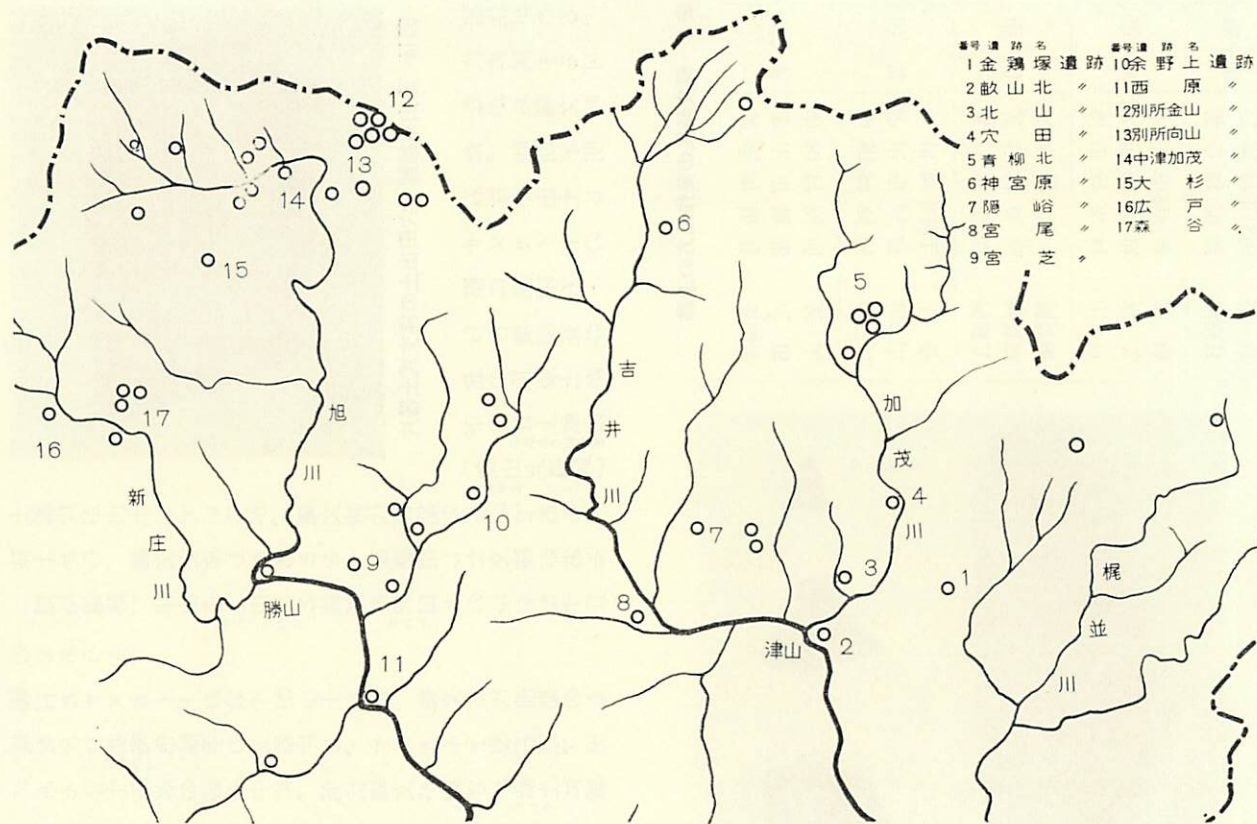 番号 遺跡名 番号 遺跡名
1 金鶏塚遺跡 10 余野上遺跡
2 畝山北 〃 11 西原 〃
3 北山 〃 12 別所金山 〃
4 穴田 〃 13 別所向山 〃
5 青柳北 〃 14 中津加茂 〃
6 神宮原 〃 15 大杉 〃
7 隠峪 〃 16 広戸 〃
8 宮尾 〃 17 森谷 〃
9 宮芝 〃
12
13
14
15
6
5
16
17
旭川
吉井川
加茂川
4
新庄川
10
7
3
1
梶並川
9
勝山
8
津山
2
11